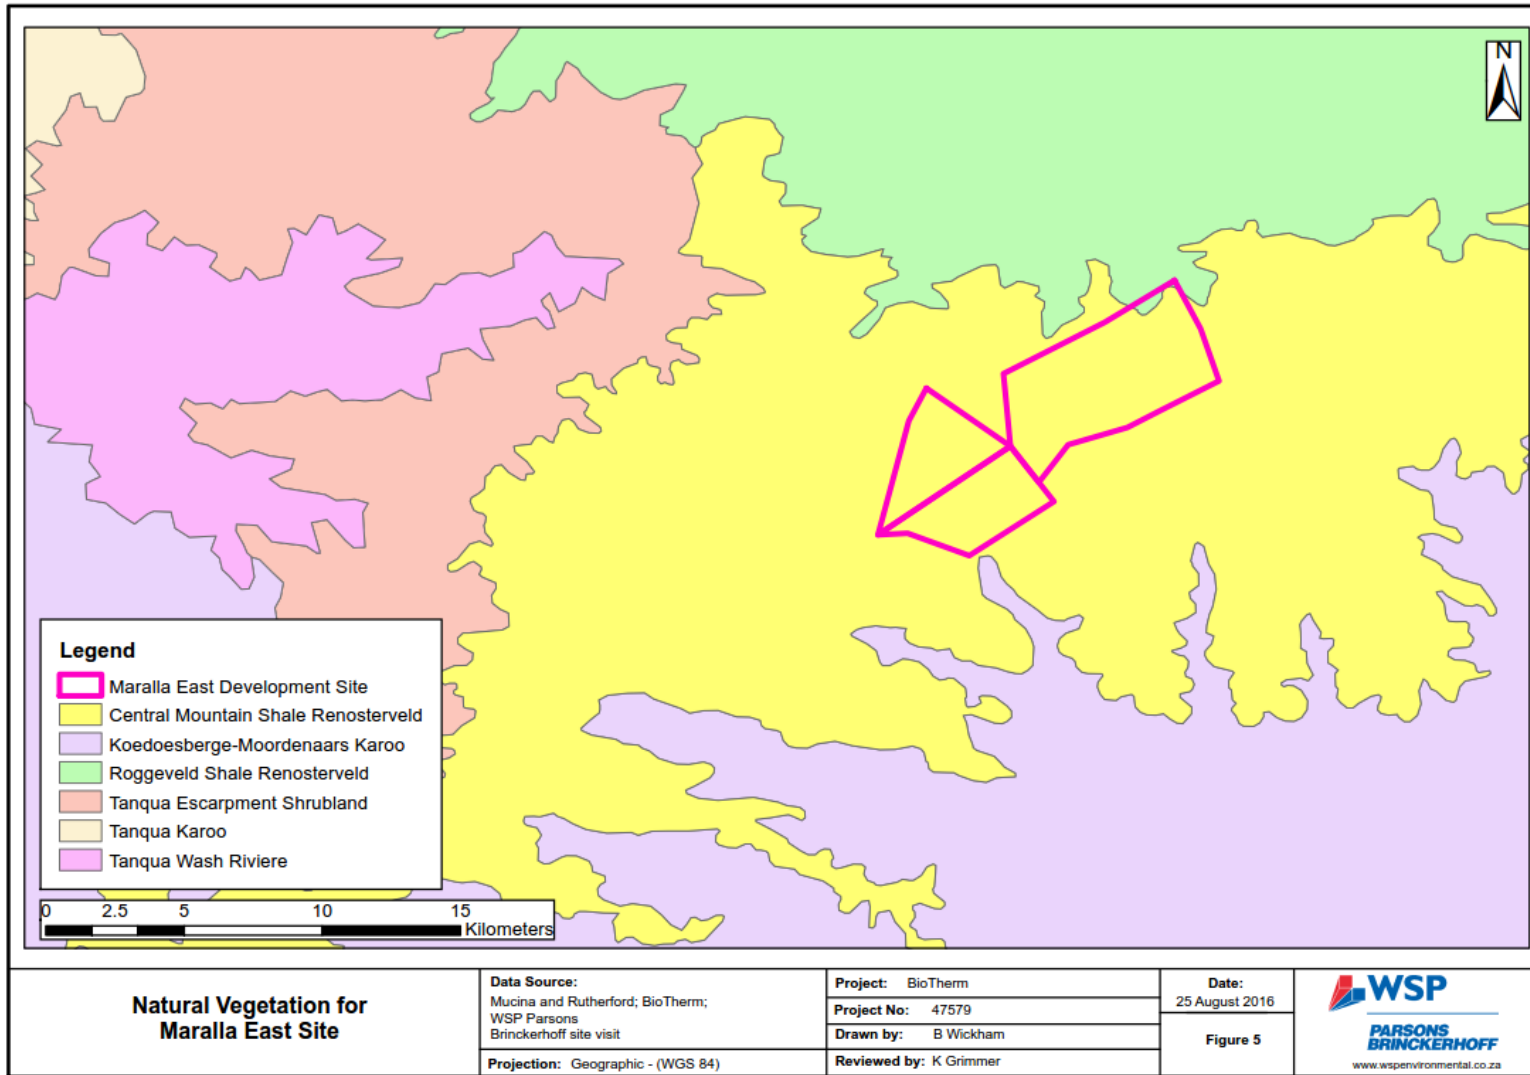 N
Legend
Maralla East Development Site
Central Mountain Shale Renosterveld
Koedoesberge-Moordenaars Karoo
Roggeveld Shale Renosterveld
Tanqua Escarpment Shrubland
Tanqua Karoo
Tanqua Wash Riviere
0 2.5 5 10 15
Kilometers
Natural Vegetation for
Maralla East Site
Data Source:
Mucina and Rutherford; BioTherm;
WSP Parsons
Brinckerhoff site visit
Projection: Geographic - (WGS 84)
Project: BioTherm
Project No: 47579
Drawn by: B Wickham
Reviewed by: K Grimmer
Date:
25 August 2016
Figure 5
WSP
PARSONS
BRINCKERHOFF
www.wspenvironmental.co.za